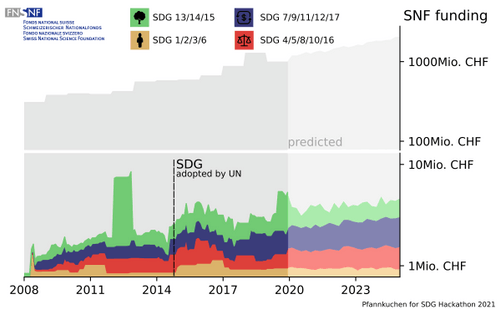 FNSNF
FONDS NATIONAL SUISSE
SCHWEIZERISCHER NATIONALFONDS
FONDO NAZIONALE SVIZZERO
SWISS NATIONAL SCIENCE FOUNDATION
SDG 13/14/15
SDG 7/9/11/12/17
SDG 1/2/3/6
SDG 4/5/8/10/16
SNF funding
1000Mio. CHF
predicted
100Mio. CHF
SDG
adopted by UN
10Mio. CHF
1Mio. CHF
2008 2011 2014 2017 2020 2023
Pfannkuchen for SDG Hackathon 2021